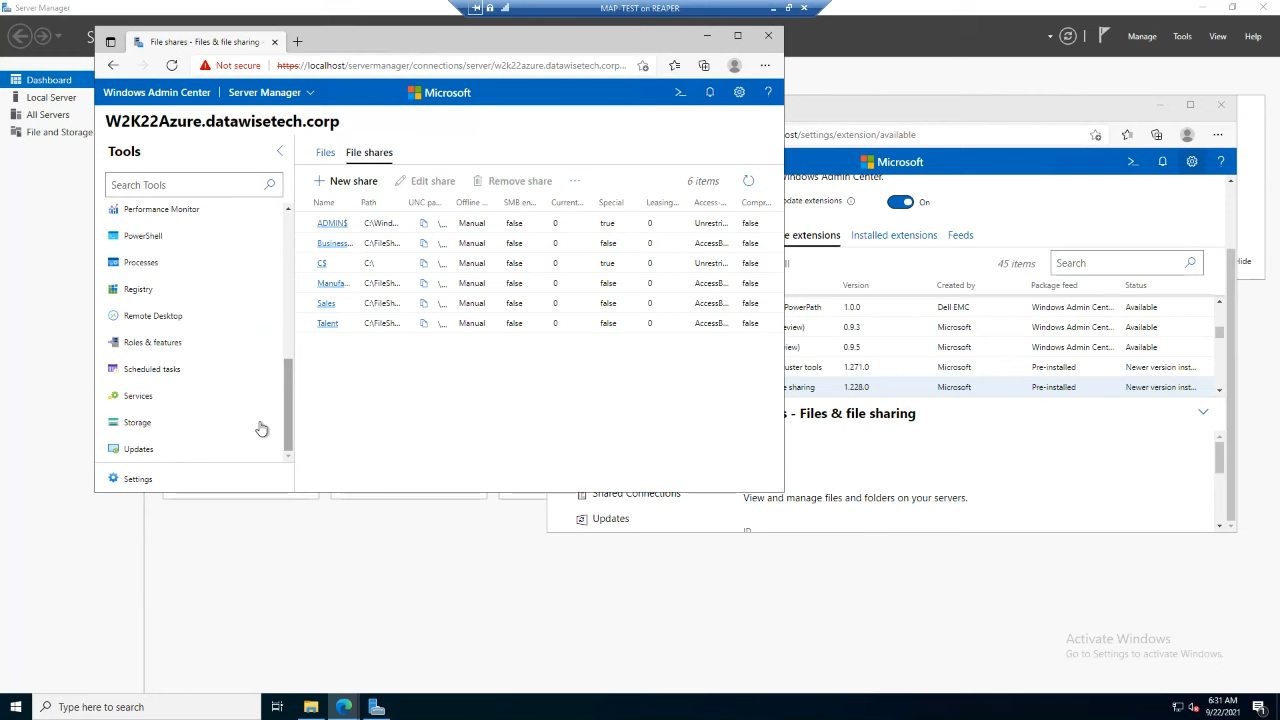 Server Manager
MAP-TEST on REAPER
S
Manage Tools View Help
Dashboard
Local Server
All Servers
File and Storage
File shares - Files & file sharing -
Not secure https://localhost/servermanager/connections/server/w2k22azure.datawisetech.corp...
Windows Admin Center Server Manager Microsoft
W2K22Azure.datawisetech.corp
Tools
Search Tools
Performance Monitor
PowerShell
Processes
Registry
Remote Desktop
Roles & features
Scheduled tasks
Services
Storage
Updates
Settings
Files File shares
New share Edit share Remove share ... 6 items
Name Path UNC pa... Offline ... SMB en... Current... Special Leasing... Access-... Compr...
ADMIN$ C:\Wind... \... Manual false 0 true 0 Unrestri... false
Business... C:\FileSh... \... Manual false 0 false 0 AccessB... false
C$ C:\ \... Manual false 0 true 0 Unrestri... false
Manufa... C:\FileSh... \... Manual false 0 false 0 AccessB... false
Sales C:\FileSh... \... Manual false 0 false 0 AccessB... false
Talent C:\FileSh... \... Manual false 0 false 0 AccessB... false
ost/settings/extension/available
Microsoft
Windows Admin Center.
pdate extensions On
e extensions Installed extensions Feeds
ll 45 items Search
Version Created by Package feed Status
PowerPath 1.0.0 Dell EMC Windows Admin Cent... Available
view) 0.9.3 Microsoft Windows Admin Cent... Available
w) 0.9.5 Microsoft Windows Admin Cent... Available
uster tools 1.271.0 Microsoft Pre-installed Newer version inst...
e sharing 1.228.0 Microsoft Pre-installed Newer version inst...
s - Files & file sharing
Shared Connections
Updates
View and manage files and folders on your servers.
ID
Hide
Activate Windows
Go to Settings to activate Windows.
Type here to search
6:31 AM
9/22/2021
1